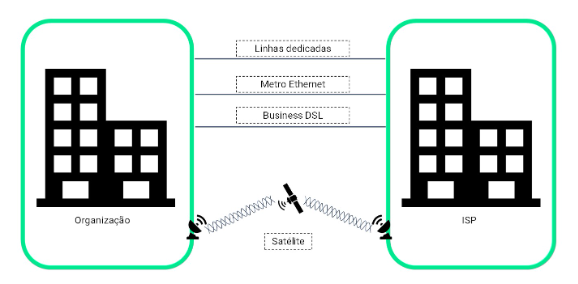 Linhas dedicadas
Metro Ethernet
Business DSL
Organização
ISP
Satélite